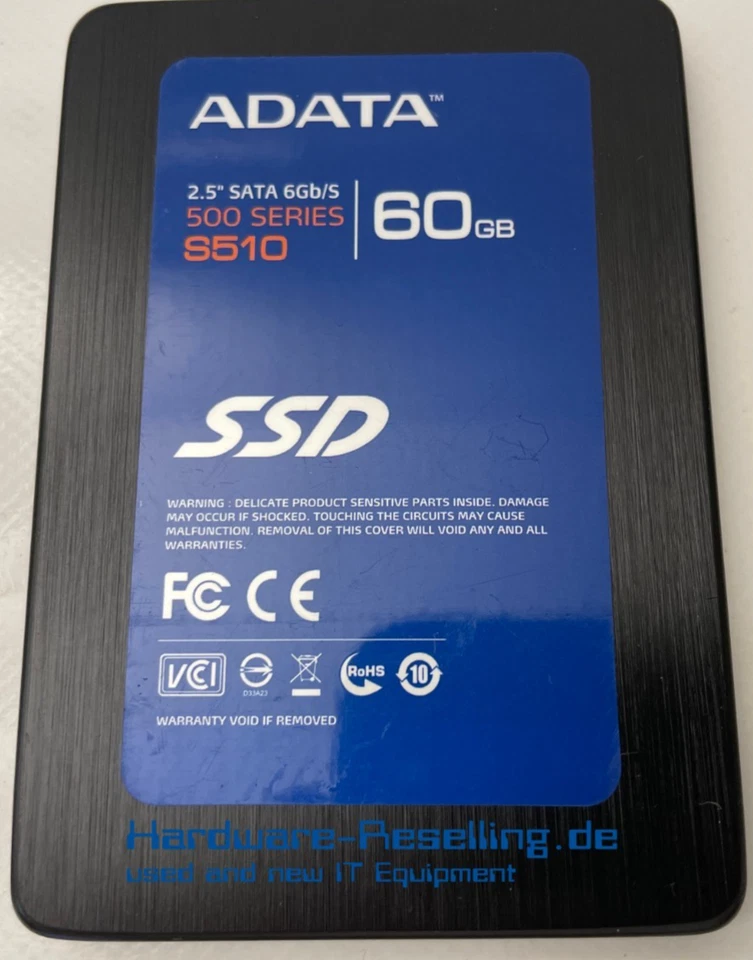 ADATA™
2.5" SATA 6Gb/S
500 SERIES
S510
60GB
SSD
WARNING : DELICATE PRODUCT SENSITIVE PARTS INSIDE. DAMAGE
MAY OCCUR IF SHOCKED. TOUCHING THE CIRCUITS MAY CAUSE
MALFUNCTION. REMOVAL OF THIS COVER WILL VOID ANY AND ALL
WARRANTIES.
FC CE
VCI D33A23 RoHS 10
WARRANTY VOID IF REMOVED
Hardware-Reselling.de
used and new IT Equipment